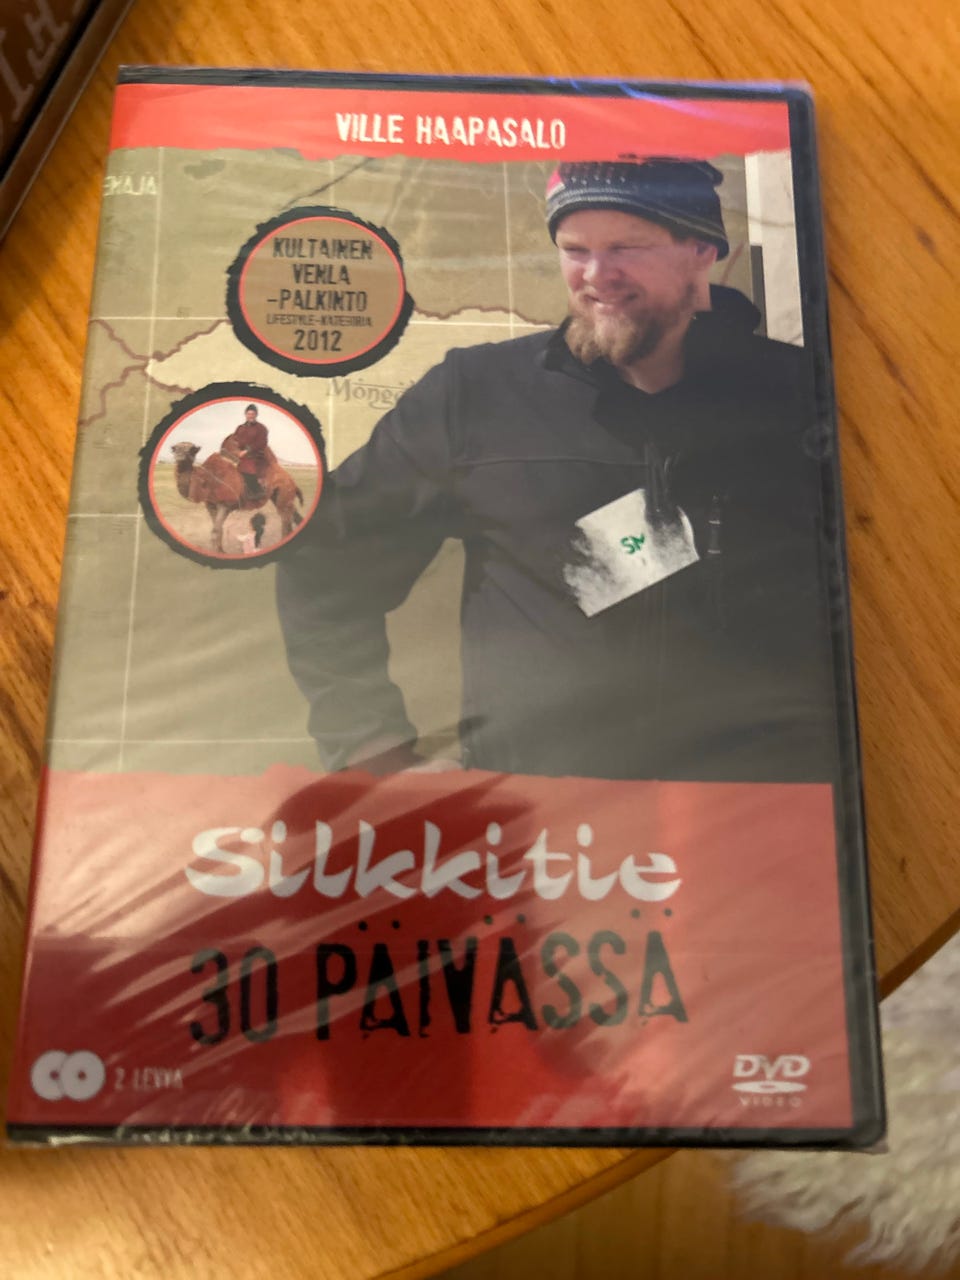 VILLE HAAPASALO
KULTAINEN
VENLA
-PALKINTO
LIFESTYLE-KATEGORIA
2012
Silkkitie
30 PÄIVÄSSÄ
2 LEVYÄ
DVD
VIDEO